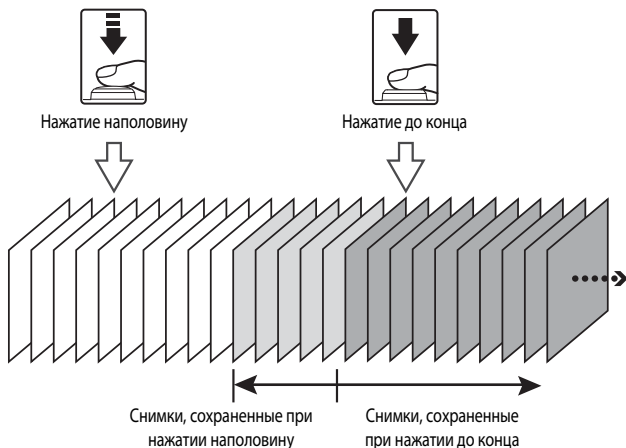 Нажатие наполовину
Нажатие до конца
Снимки, сохраненные при
нажатии наполовину
Снимки, сохраненные
при нажатии до конца